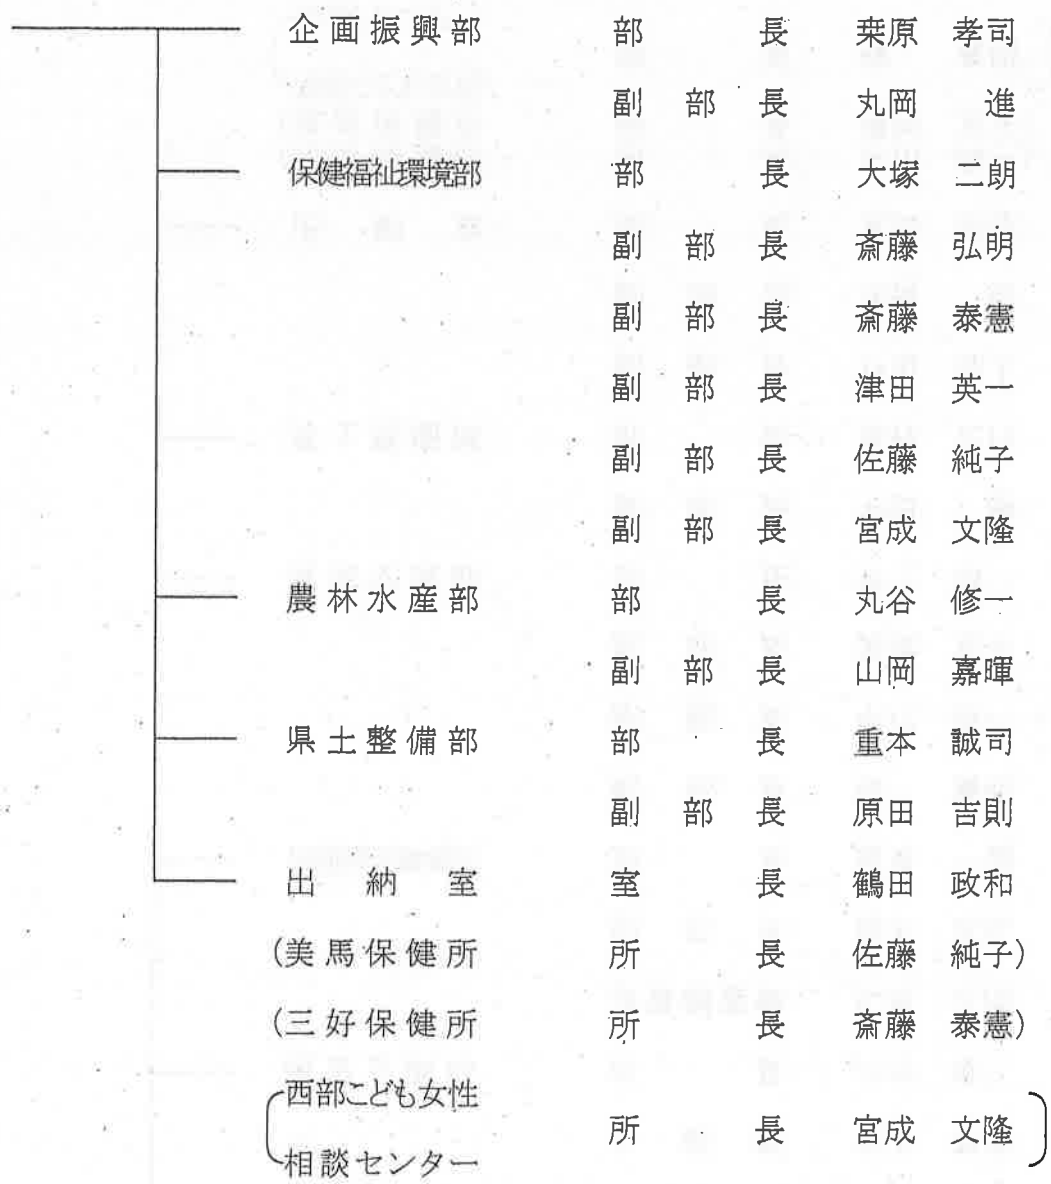 企画振興部 部長 栗原 孝司
副部長 丸岡 進
保健福祉環境部 部長 大塚 二朗
副部長 斎藤 弘明
副部長 斎藤 泰憲
副部長 津田 英一
副部長 佐藤 純子
副部長 宮成 文隆
農林水産部 部長 丸谷 修一
副部長 山岡 嘉暉
県土整備部 部長 重本 誠司
副部長 原田 吉則
出納室 室長 鶴田 政和
(美馬保健所 所長 佐藤 純子)
(三好保健所 所長 斎藤 泰憲)
西部こども女性
所長 宮成 文隆
相談センター